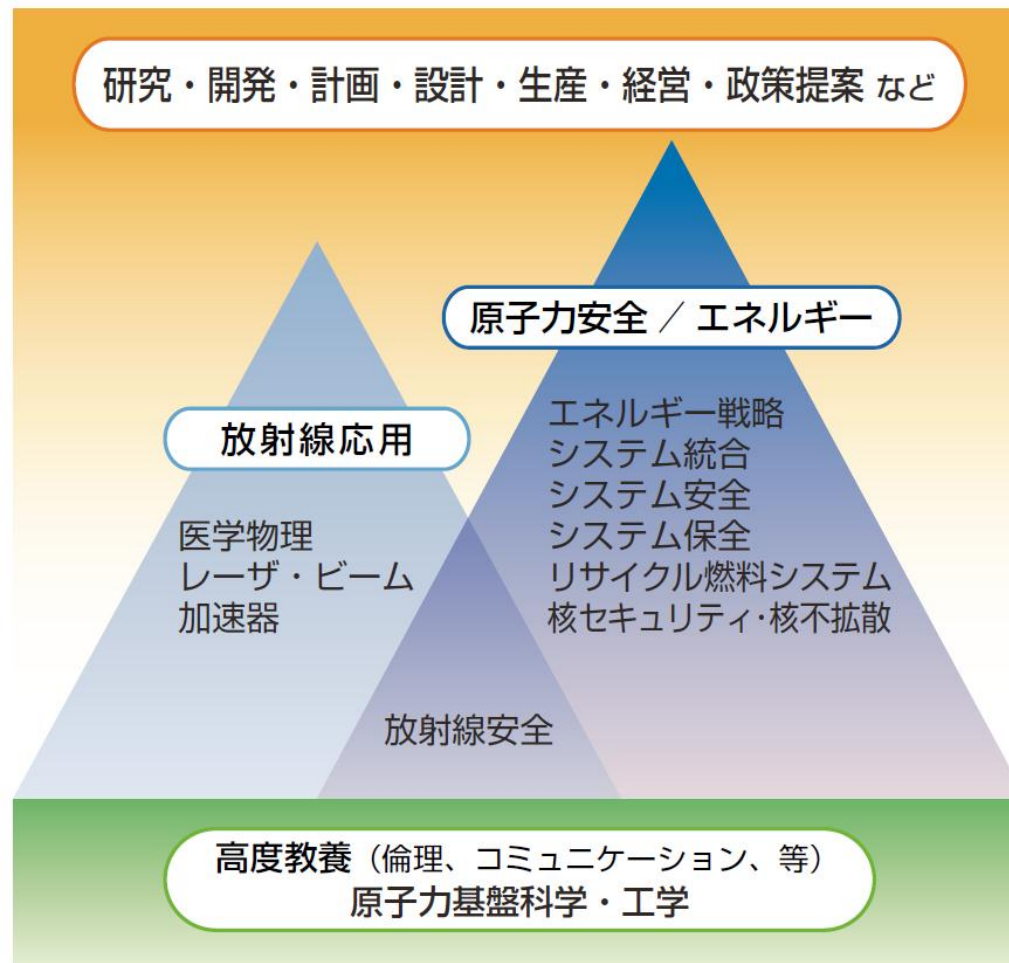 研究・開発・計画・設計・生産・経営・政策提案 など
原子力安全 ／ エネルギー
エネルギー戦略
システム統合
システム安全
システム保全
リサイクル燃料システム
核セキュリティ・核不拡散
放射線応用
医学物理
レーザ・ビーム
加速器
放射線安全
高度教養（倫理、コミュニケーション、等）
原子力基盤科学・工学